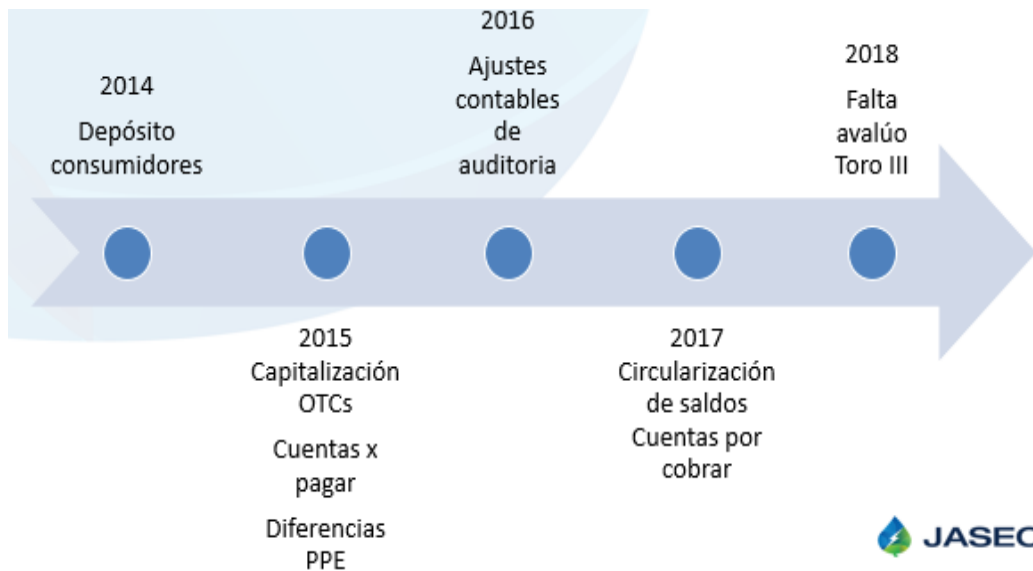 2014
Depósito
consumidores
2015
Capitalización
OTCs
Cuentas x
pagar
Diferencias
PPE
2016
Ajustes
contables
de
auditoria
2017
Circularización
de saldos
Cuentas por
cobrar
2018
Falta
avalúo
Toro III
JASEC